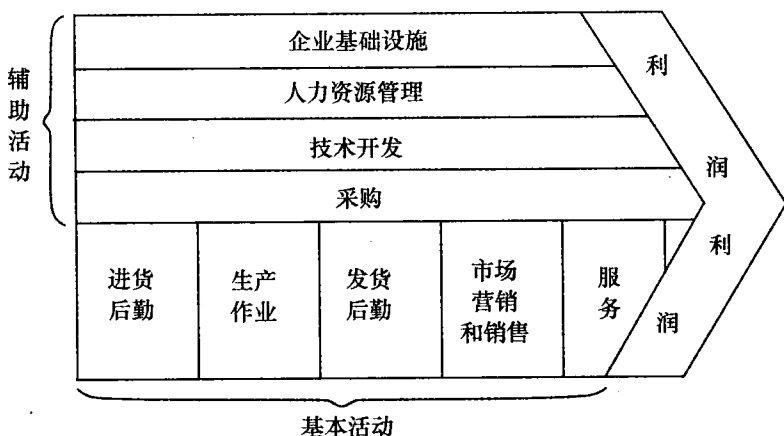 辅助活动
企业基础设施
人力资源管理
技术开发
采购
利润
利润
进货
后勤
生产
作业
发货
后勤
市场
营销
和销售
服
务
基本活动